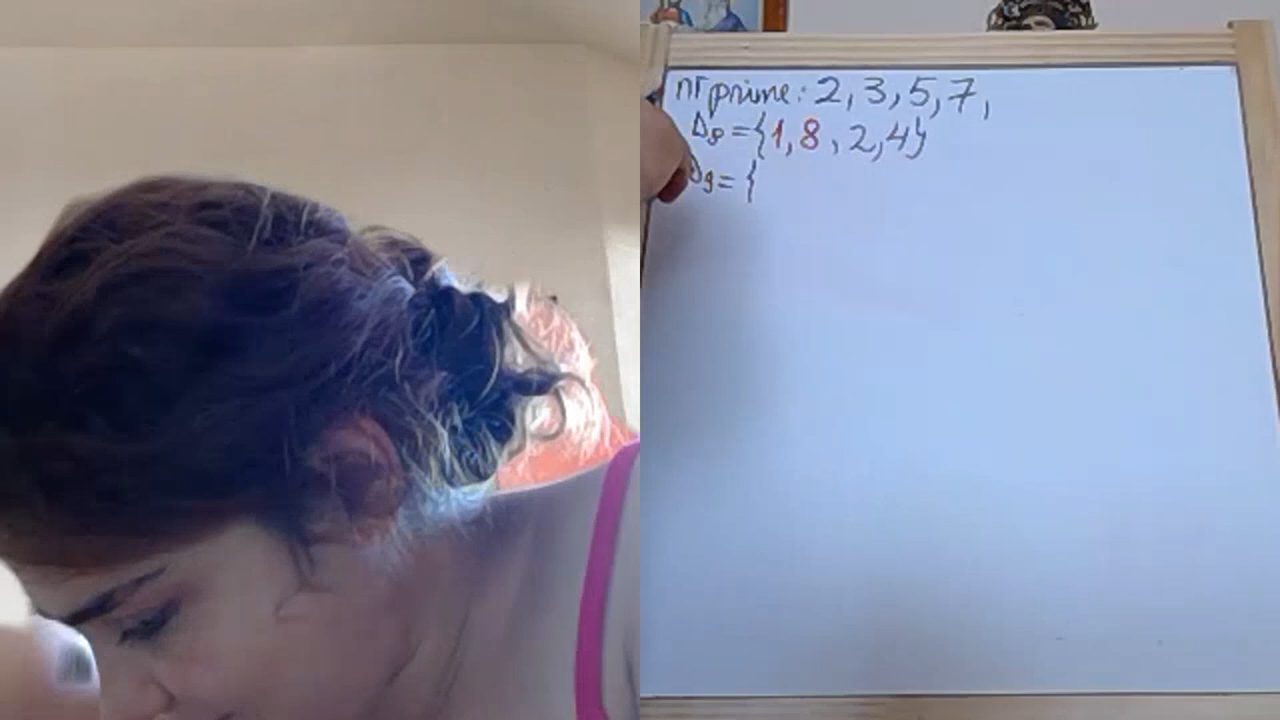 nr prime: 2, 3, 5, 7,
D8 = {1, 8, 2, 4}
D9 = {